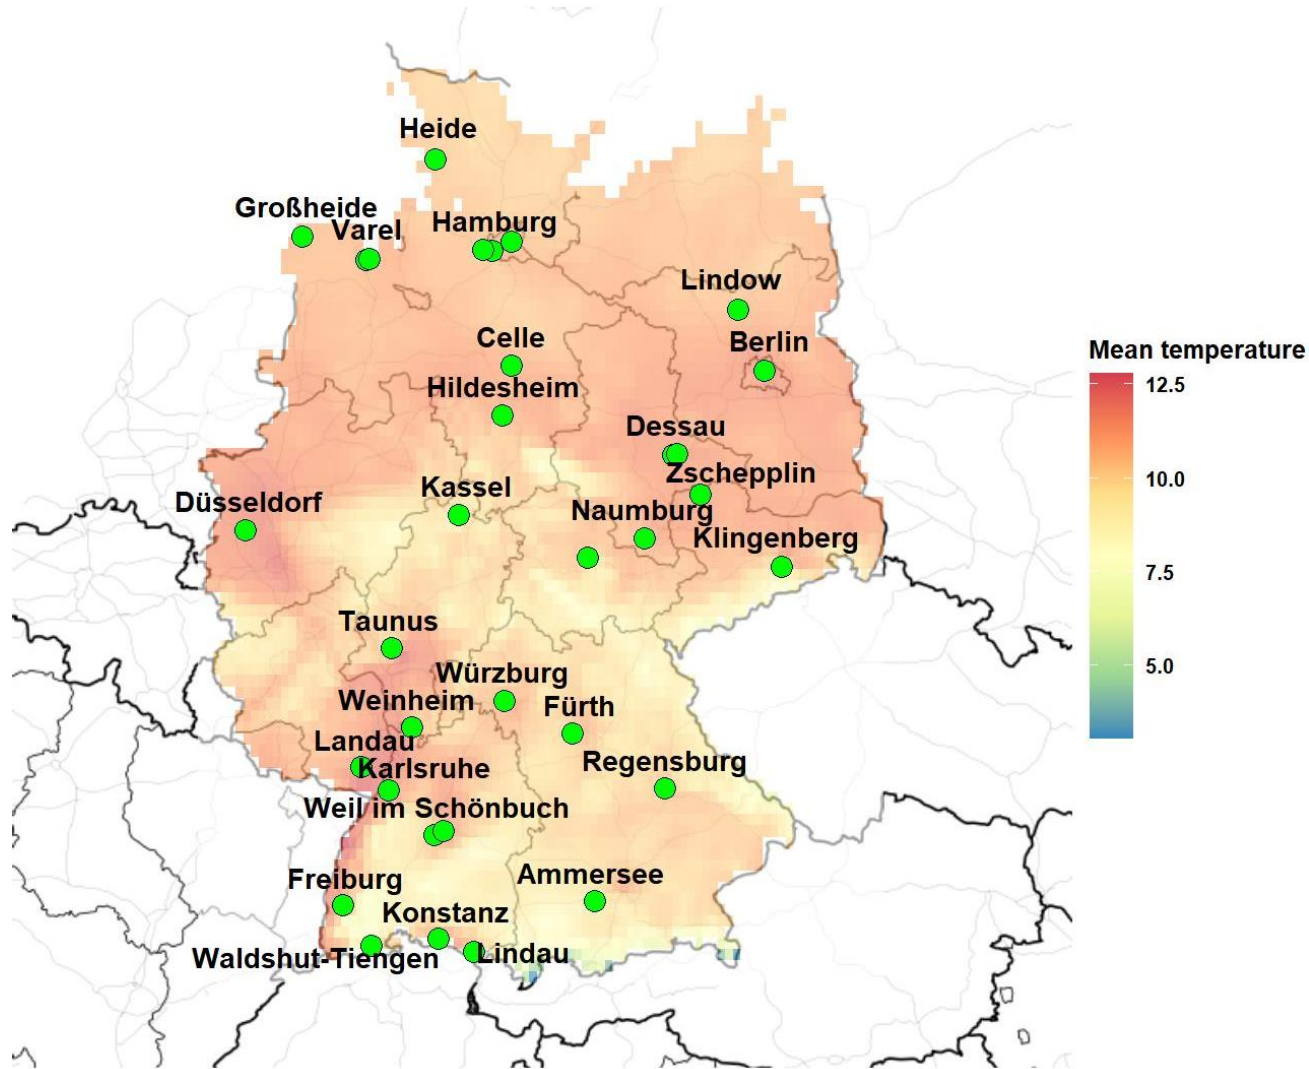 Heide
Großheide
Varel
Hamburg
Lindow
Berlin
Celle
Hildesheim
Dessau
Zschepplin
Kassel
Düsseldorf
Naumburg
Klingenberg
Taunus
Würzburg
Weinheim
Fürth
Landau
Karlsruhe
Regensburg
Weil im Schönbuch
Freiburg
Ammersee
Konstanz
Waldshut-Tiengen
Lindau
Mean temperature
12.5
10.0
7.5
5.0